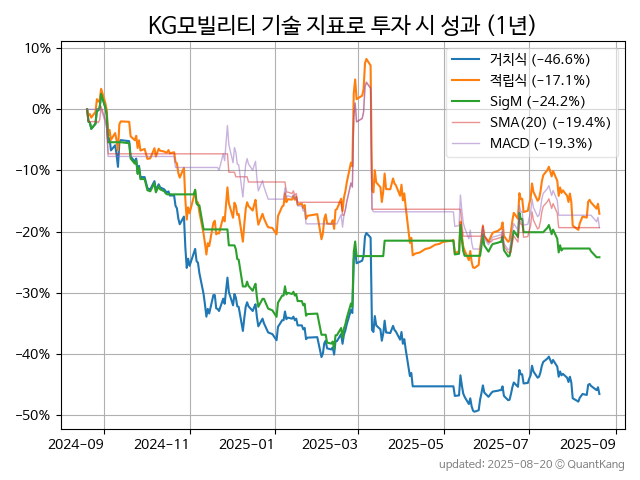 KG모빌리티 기술 지표로 투자 시 성과 (1년)
10%
0%
−10%
−20%
−30%
−40%
−50%
거치식 (−46.6%)
적립식 (−17.1%)
SigM (−24.2%)
SMA(20) (−19.4%)
MACD (−19.3%)
2024-09 2024-11 2025-01 2025-03 2025-05 2025-07 2025-09
updated: 2025-08-20 © QuantKang